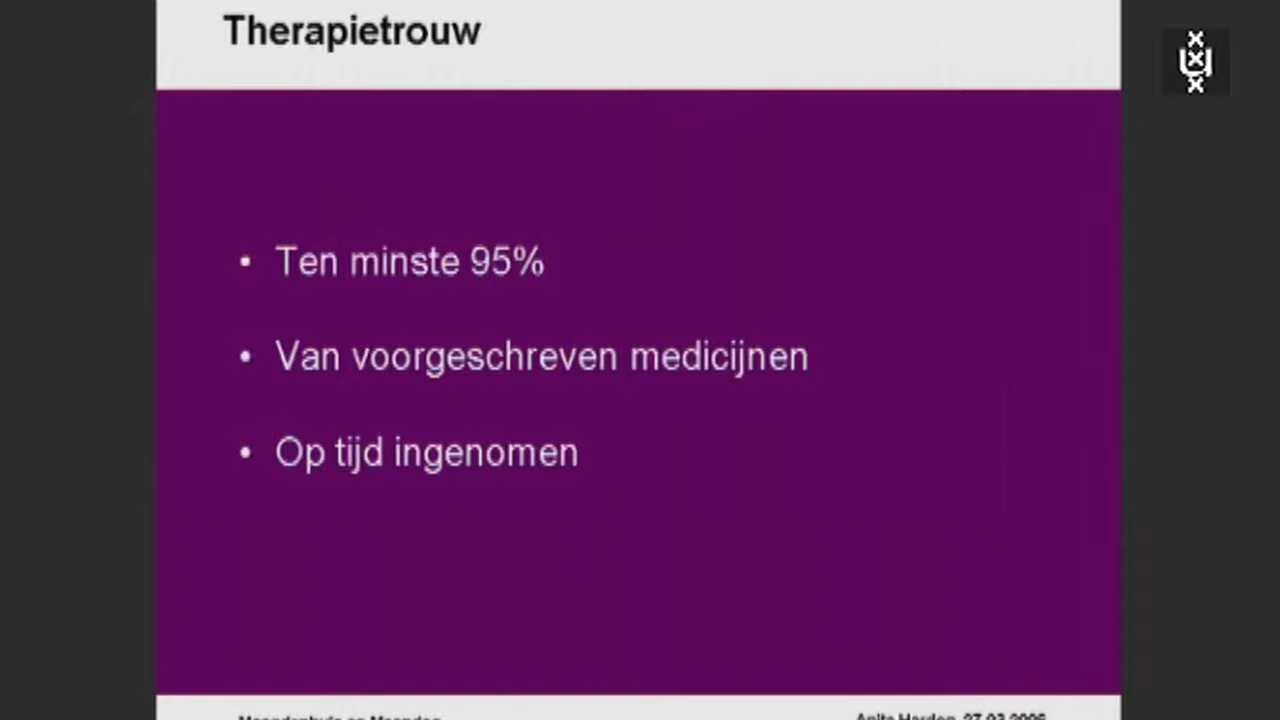 Therapietrouw
• Ten minste 95%
• Van voorgeschreven medicijnen
• Op tijd ingenomen